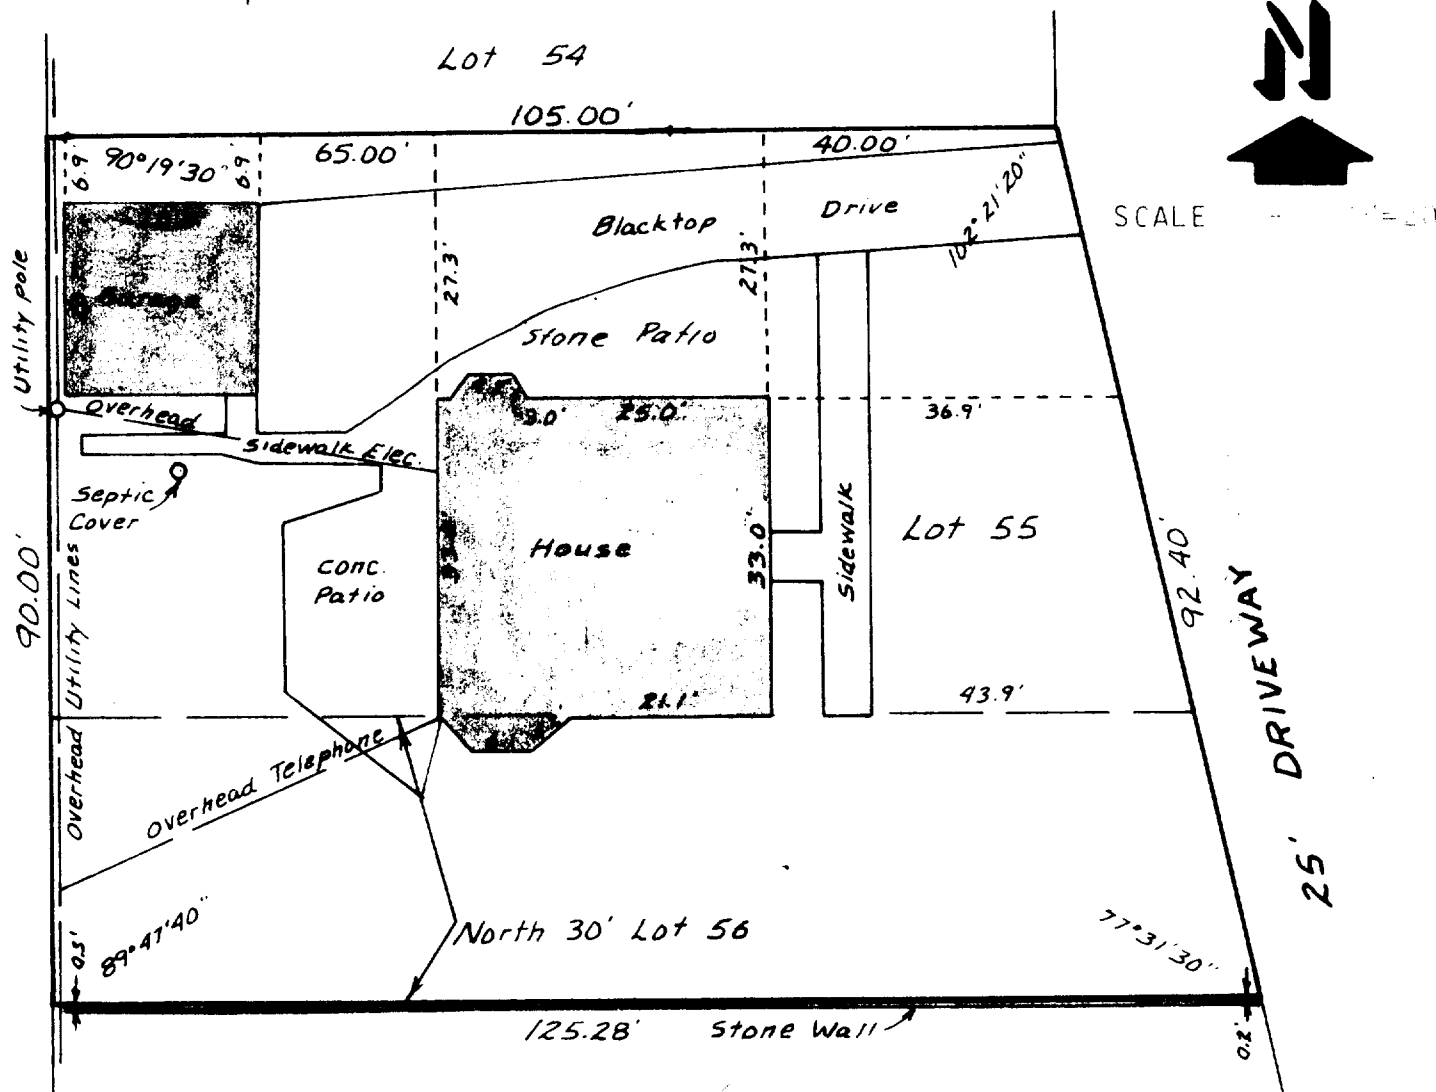 N
SCALE
Lot 54
105.00'
6.9'
90°19'30"
6.9'
65.00'
40.00'
102°21'20"
Blacktop Drive
27.3'
27.3'
Utility pole
Garage
Stone Patio
3.0'
25.0'
36.9'
Overhead
Sidewalk Elec.
Septic
Cover
Conc.
Patio
House
33.0'
Sidewalk
Lot 55
90.00'
92.40'
25' DRIVEWAY
Overhead Utility Lines
21.1'
43.9'
Overhead Telephone
89°47'40"
North 30' Lot 56
77°31'30"
125.28'
Stone Wall
0.2'